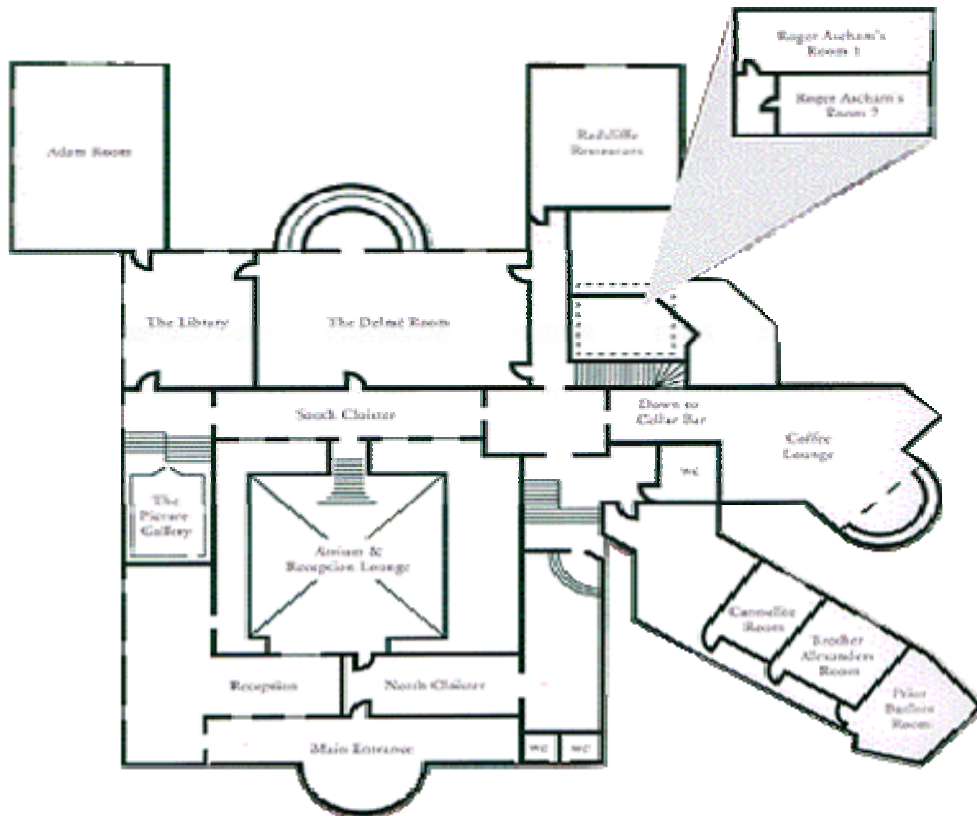 Roger Ascham's
Room 1
Roger Ascham's
Room 2
Adam Room
Radcliffe
Restaurant
The Library
The Delmé Room
South Cloister
Down to
Cellar Bar
Coffee
Lounge
WC
The
Picture
Gallery
Atrium &
Reception Lounge
Cannellee
Room
Brother
Alexanders
Room
Prior
Butlers
Room
Reception
North Cloister
Main Entrance
WC
WC